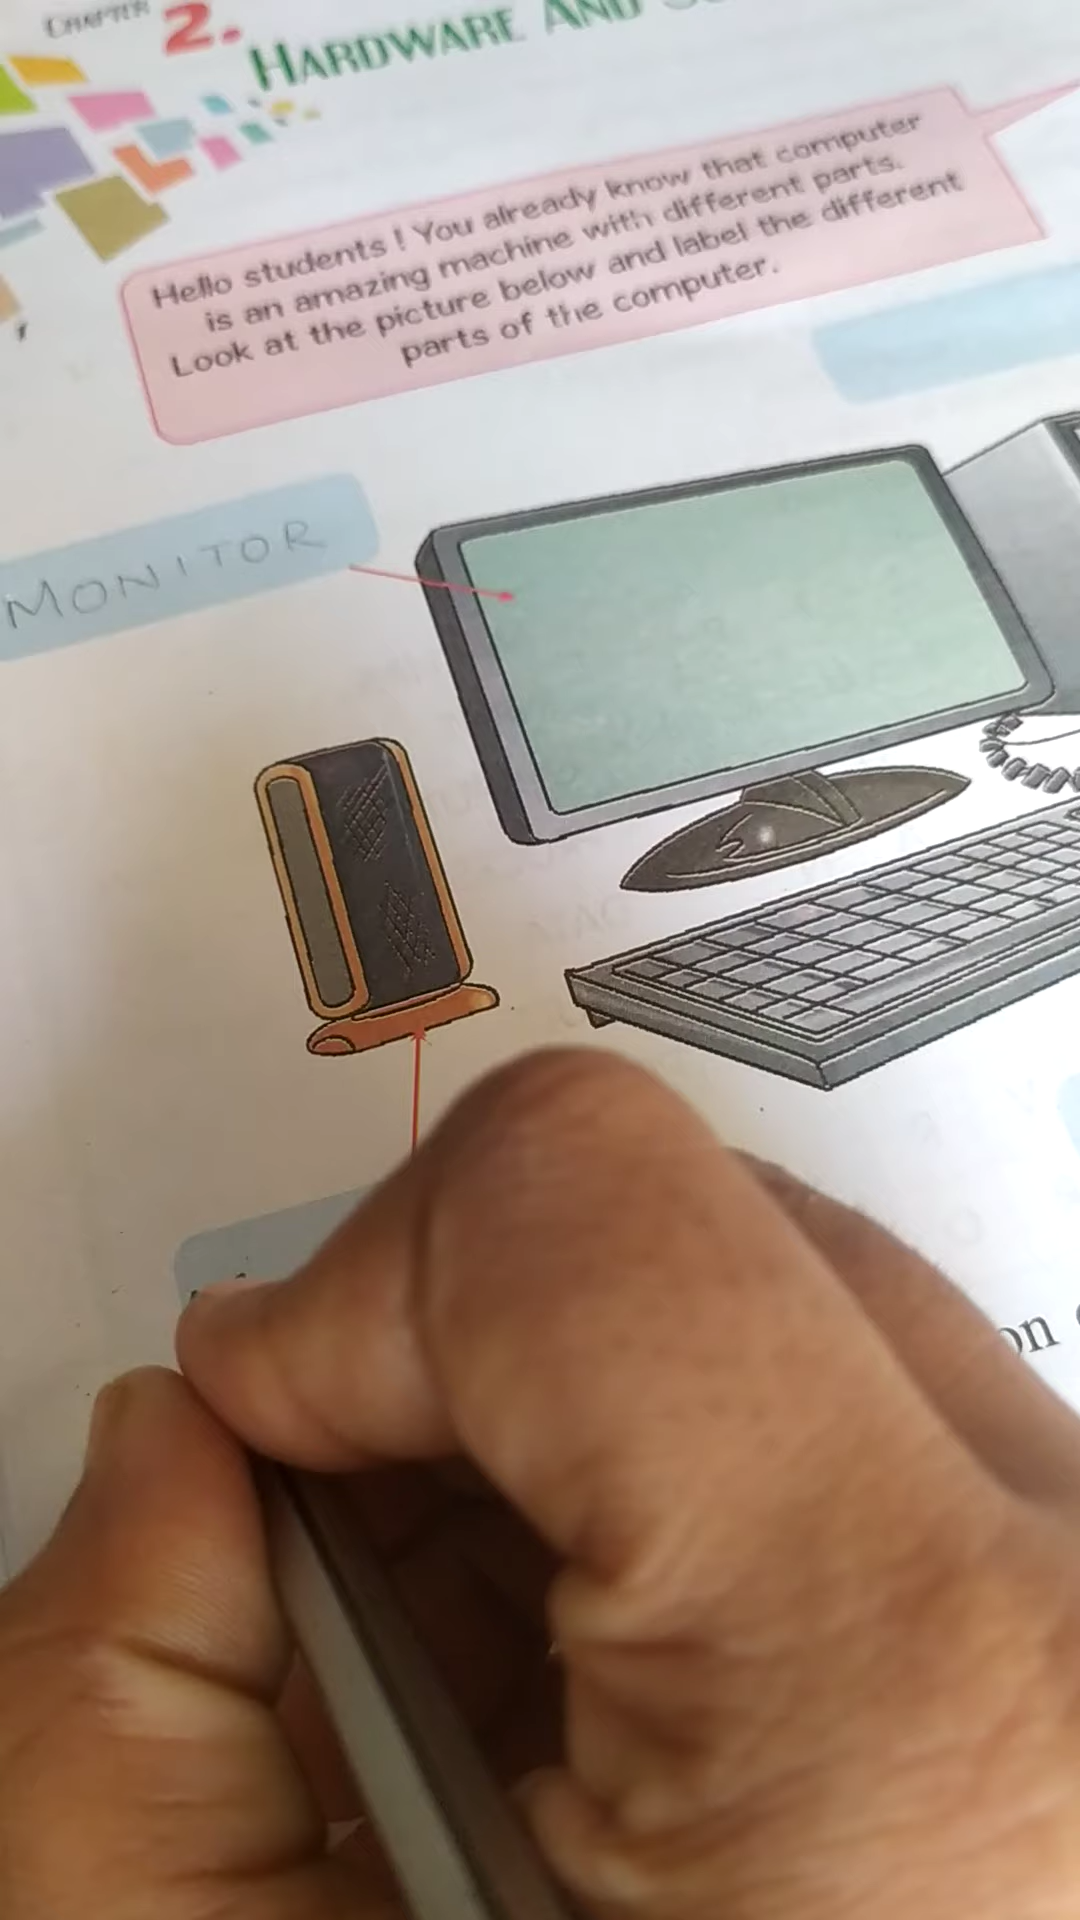 CHAPTER 2.
HARDWARE AND
Hello students ! You already know that computer
is an amazing machine with different parts.
Look at the picture below and label the different
parts of the computer.
MONITOR
on